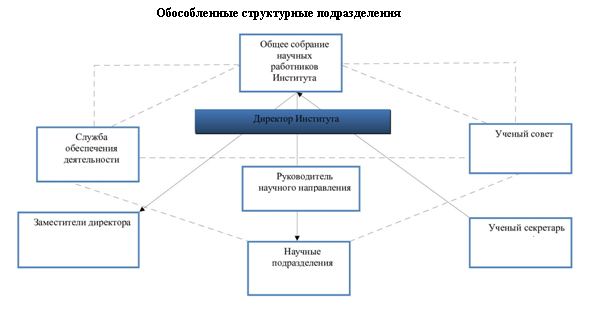 Обособленные структурные подразделения
Общее собрание
научных
работников
Института
Директор Института
Служба
обеспечения
деятельности
Ученый совет
Руководитель
научного направления
Заместители директора
Ученый секретарь
Научные
подразделения